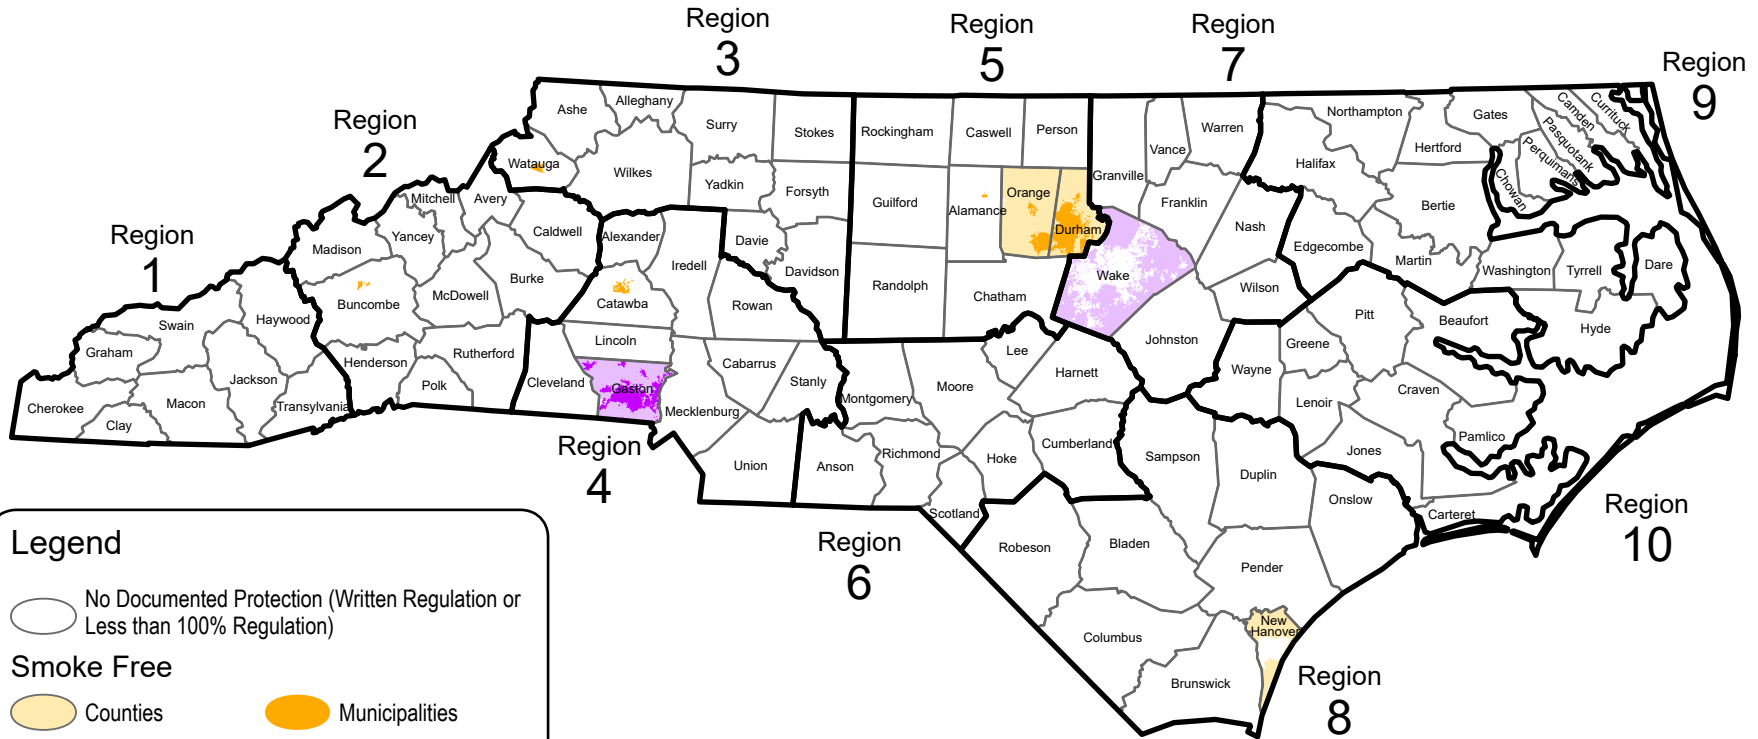 Region
3
Region
5
Region
7
Region
9
Region
2
Region
1
Region
4
Region
6
Region
8
Region
10
Ashe
Alleghany
Surry
Stokes
Rockingham
Caswell
Person
Vance
Warren
Northampton
Gates
Camden
Currituck
Pasquotank
Perquimans
Chowan
Hertford
Halifax
Granville
Watauga
Wilkes
Yadkin
Forsyth
Guilford
Alamance
Orange
Durham
Franklin
Nash
Bertie
Edgecombe
Martin
Washington
Tyrrell
Dare
Mitchell
Avery
Caldwell
Alexander
Davie
Iredell
Davidson
Madison
Yancey
Burke
McDowell
Buncombe
Catawba
Rowan
Randolph
Chatham
Wake
Wilson
Johnston
Pitt
Beaufort
Hyde
Haywood
Swain
Graham
Henderson
Rutherford
Polk
Cleveland
Lincoln
Gaston
Cabarrus
Stanly
Mecklenburg
Montgomery
Moore
Lee
Harnett
Wayne
Greene
Lenoir
Craven
Pamlico
Jones
Jackson
Macon
Transylvania
Cherokee
Clay
Union
Anson
Richmond
Hoke
Cumberland
Scotland
Sampson
Duplin
Onslow
Carteret
Robeson
Bladen
Pender
Columbus
New
Hanover
Brunswick
Legend
No Documented Protection (Written Regulation or
Less than 100% Regulation)
Smoke Free
Counties
Municipalities